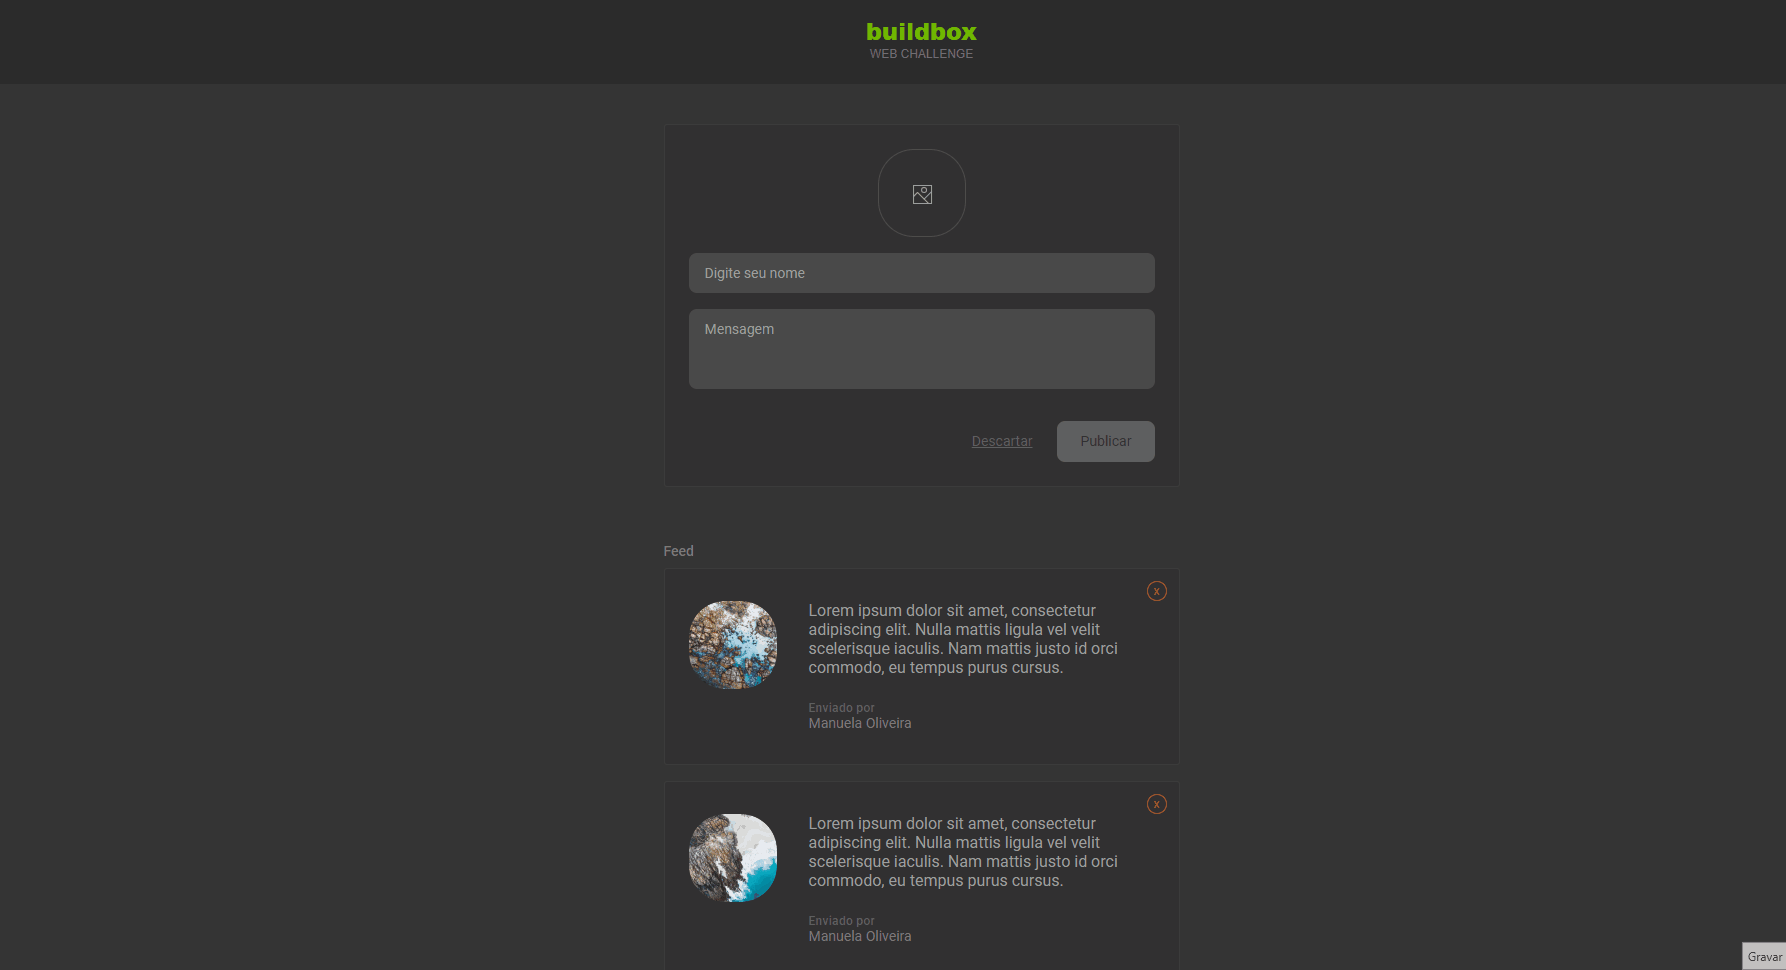 buildbox
WEB CHALLENGE
Digite seu nome
Mensagem
Descartar
Publicar
Feed
x
Lorem ipsum dolor sit amet, consectetur
adipiscing elit. Nulla mattis ligula vel velit
scelerisque iaculis. Nam mattis justo id orci
commodo, eu tempus purus cursus.
Enviado por
Manuela Oliveira
x
Lorem ipsum dolor sit amet, consectetur
adipiscing elit. Nulla mattis ligula vel velit
scelerisque iaculis. Nam mattis justo id orci
commodo, eu tempus purus cursus.
Enviado por
Manuela Oliveira
Gravar